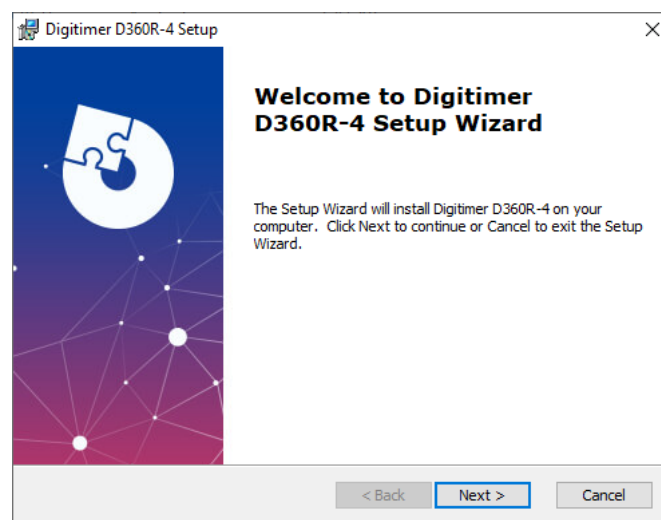 Digitimer D360R-4 Setup
Welcome to Digitimer
D360R-4 Setup Wizard
The Setup Wizard will install Digitimer D360R-4 on your
computer. Click Next to continue or Cancel to exit the Setup
Wizard.
< Back
Next >
Cancel